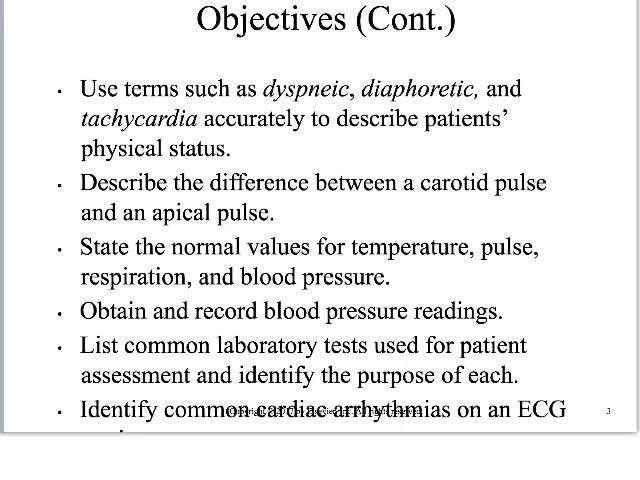 Objectives (Cont.)
• Use terms such as dyspneic, diaphoretic, and
tachycardia accurately to describe patients'
physical status.
• Describe the difference between a carotid pulse
and an apical pulse.
• State the normal values for temperature, pulse,
respiration, and blood pressure.
• Obtain and record blood pressure readings.
• List common laboratory tests used for patient
assessment and identify the purpose of each.
• Identify common cardiac arrhythmias on an ECG
3